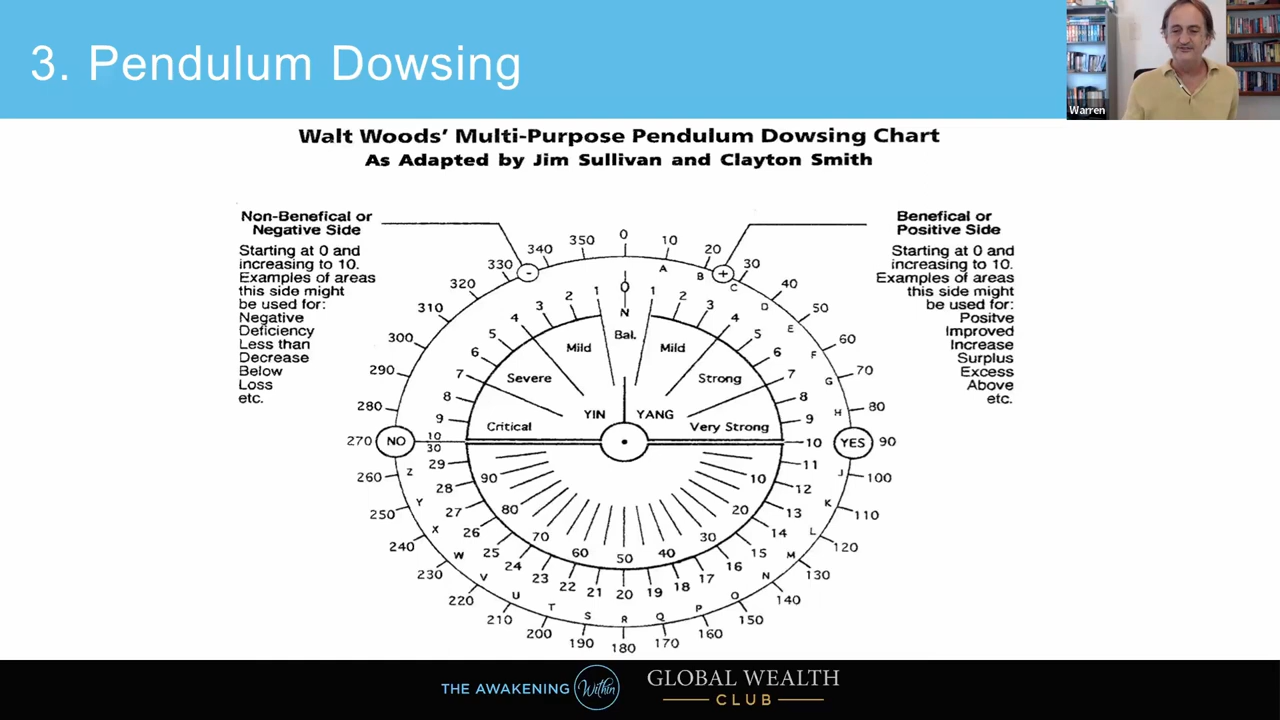 3. Pendulum Dowsing
Warren
Walt Woods' Multi-Purpose Pendulum Dowsing Chart
As Adapted by Jim Sullivan and Clayton Smith
Non-Benefical or
Negative Side
Starting at 0 and
increasing to 10.
Examples of areas
this side might
be used for:
Negative
Deficiency
Less than
Decrease
Below
Loss
etc.
Benefical or
Positive Side
Starting at 0 and
increasing to 10.
Examples of areas
this side might
be used for:
Positve
Improved
Increase
Surplus
Excess
Above
etc.
0
10
20
30
40
50
60
70
80
90
100
110
120
130
140
150
160
170
180
190
200
210
220
230
240
250
260
270
280
290
300
310
320
330
340
350
-
+
NO
YES
A
B
C
D
E
F
G
H
J
K
L
M
N
O
P
Q
R
S
T
U
V
W
X
Y
Z
0
N
Bal.
1
2
3
4
5
6
7
8
9
10
11
12
13
14
15
16
17
18
19
20
21
22
23
24
25
26
27
28
29
30
10
9
8
7
6
5
4
3
2
1
Mild
Severe
Critical
YIN
YANG
Mild
Strong
Very Strong
10
20
30
40
50
60
70
80
90
THE AWAKENING Within
GLOBAL WEALTH
CLUB